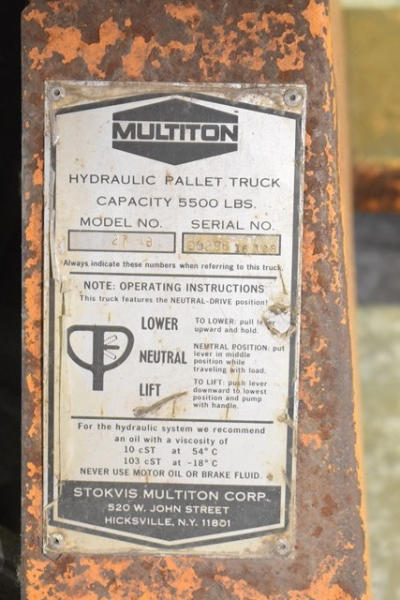 MULTITON
HYDRAULIC PALLET TRUCK
CAPACITY 5500 LBS.
MODEL NO. SERIAL NO.
Always indicate these numbers when referring to this truck.
NOTE: OPERATING INSTRUCTIONS
This truck features the NEUTRAL-DRIVE position!
LOWER
TO LOWER: pull
upward and hold.
NEUTRAL
NEUTRAL POSITION: put
lever in middle
position while
traveling with load.
LIFT
TO LIFT: push lever
downward to lowest
position and pump
with handle.
For the hydraulic system we recommend
an oil with a viscosity of
10 cST at 54° C
103 cST at −18° C
NEVER USE MOTOR OIL OR BRAKE FLUID.
STOKVIS MULTITON CORP.
520 W. JOHN STREET
HICKSVILLE, N.Y. 11801